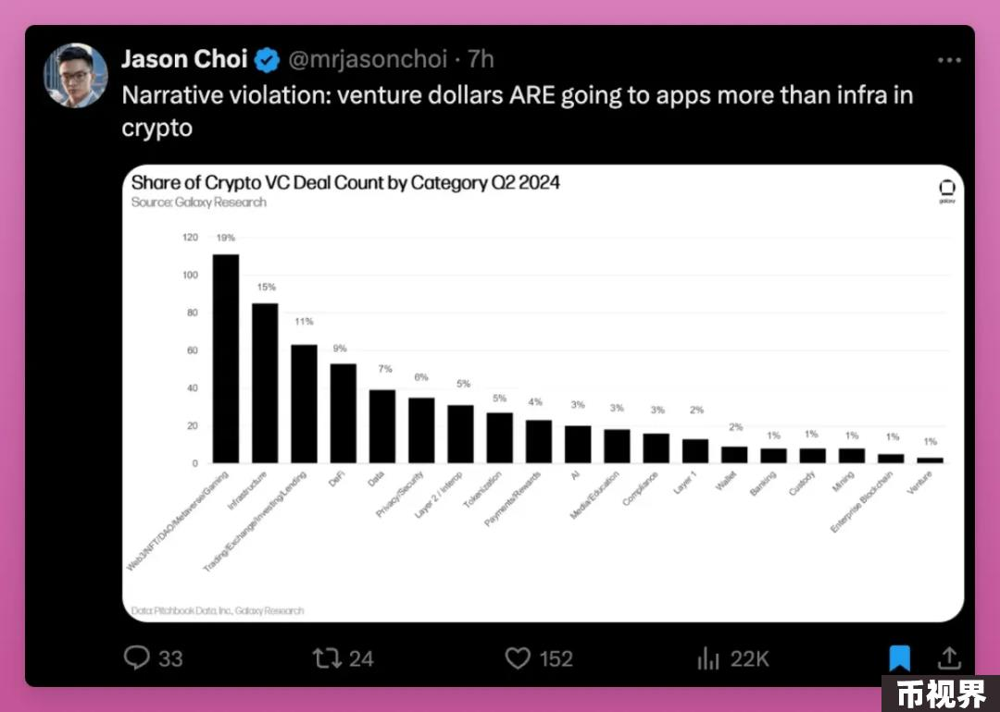 Jason Choi @mrjasonchoi · 7h
Narrative violation: venture dollars ARE going to apps more than infra in
crypto
Share of Crypto VC Deal Count by Category Q2 2024
Source: Galaxy Research
galaxy
120
100
80
60
40
20
0
19%
15%
11%
9%
7%
6%
5%
5%
4%
3%
3%
3%
2%
2%
1%
1%
1%
1%
1%
Web3/NFT/DAO/Metaverse/Gaming
Infrastructure
Trading/Exchange/Investing/Lending
DeFi
Data
Privacy/Security
Layer 2 / Interop
Tokenization
Payments/Rewards
AI
Media/Education
Compliance
Layer 1
Wallet
Banking
Custody
Mining
Enterprise Blockchain
Venture
Data: Pitchbook Data, Inc., Galaxy Research
33 24 152 22K
币视界